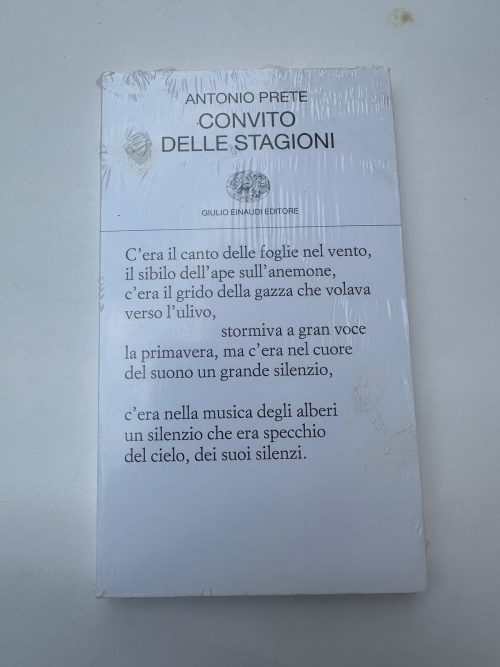 ANTONIO PRETE
CONVITO
DELLE STAGIONI
GIULIO EINAUDI EDITORE
C'era il canto delle foglie nel vento,
il sibilo dell'ape sull'anemone,
c'era il grido della gazza che volava
verso l'ulivo,
stormiva a gran voce
la primavera, ma c'era nel cuore
del suono un grande silenzio,
c'era nella musica degli alberi
un silenzio che era specchio
del cielo, dei suoi silenzi.